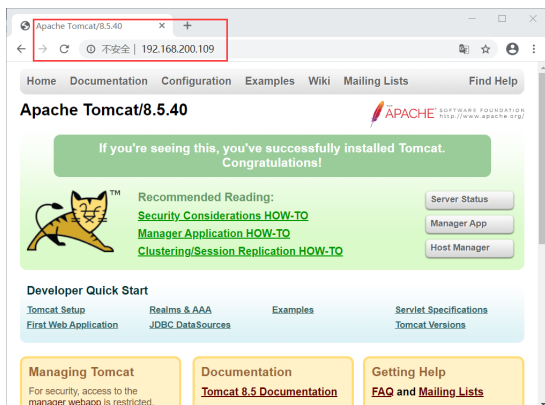 Apache Tomcat/8.5.40
不安全 | 192.168.200.109
Home Documentation Configuration Examples Wiki Mailing Lists Find Help
Apache Tomcat/8.5.40
THE APACHE SOFTWARE FOUNDATION
http://www.apache.org/
If you're seeing this, you've successfully installed Tomcat.
Congratulations!
TM
Recommended Reading:
Security Considerations HOW-TO
Manager Application HOW-TO
Clustering/Session Replication HOW-TO
Server Status
Manager App
Host Manager
Developer Quick Start
Tomcat Setup Realms & AAA Examples Servlet Specifications
First Web Application JDBC DataSources Tomcat Versions
Managing Tomcat
For security, access to the
manager webapp is restricted.
Documentation
Tomcat 8.5 Documentation
Getting Help
FAQ and Mailing Lists